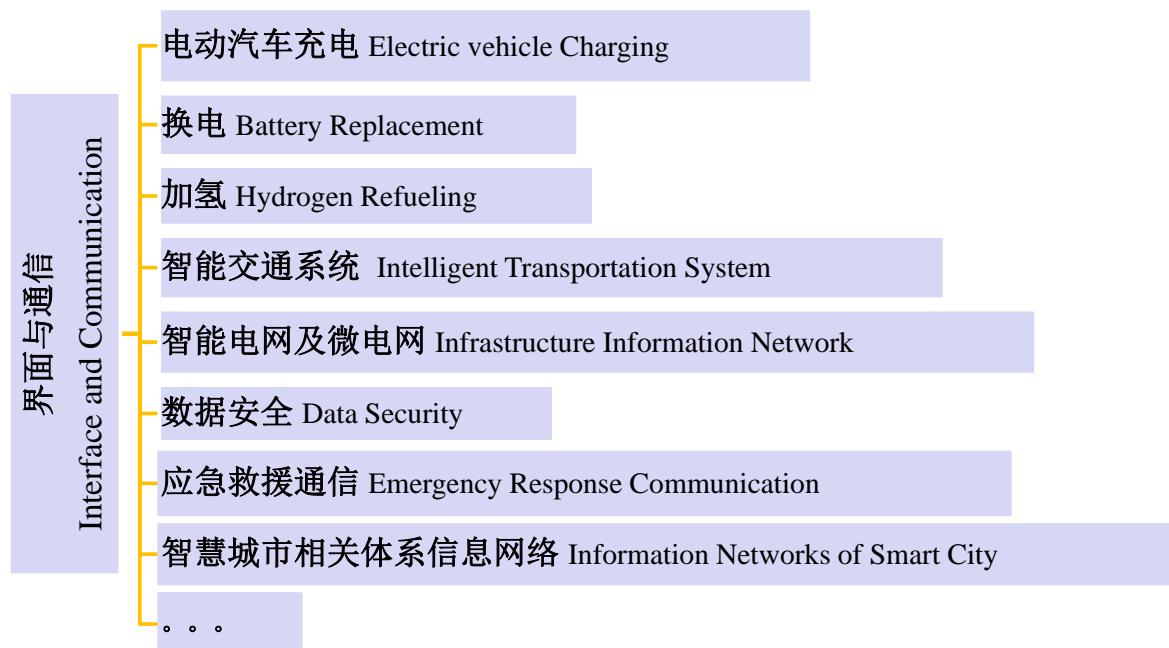 界面与通信
Interface and Communication
电动汽车充电 Electric vehicle Charging
换电 Battery Replacement
加氢 Hydrogen Refueling
智能交通系统 Intelligent Transportation System
智能电网及微电网 Infrastructure Information Network
数据安全 Data Security
应急救援通信 Emergency Response Communication
智慧城市相关体系信息网络 Information Networks of Smart City
。。。